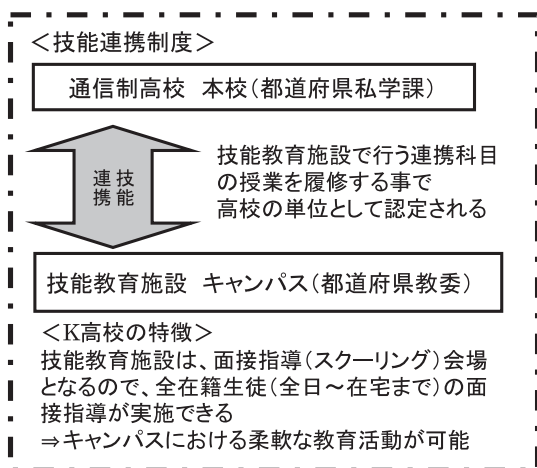 ＜技能連携制度＞
通信制高校 本校（都道府県私学課）
技能
連携
技能教育施設で行う連携科目
の授業を履修する事で
高校の単位として認定される
技能教育施設 キャンパス（都道府県教委）
＜K高校の特徴＞
技能教育施設は、面接指導（スクーリング）会場
となるので、全在籍生徒（全日～在宅まで）の面
接指導が実施できる
⇒キャンパスにおける柔軟な教育活動が可能